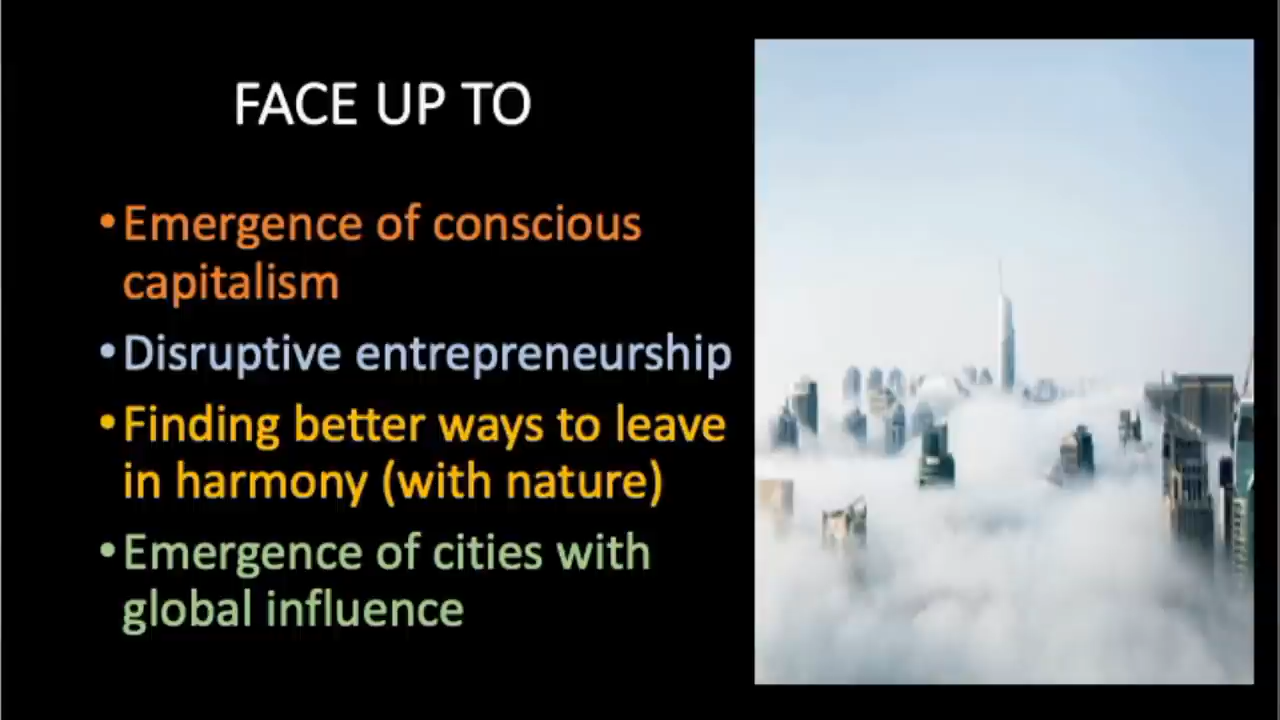 FACE UP TO
•Emergence of conscious
capitalism
•Disruptive entrepreneurship
•Finding better ways to leave
in harmony (with nature)
•Emergence of cities with
global influence